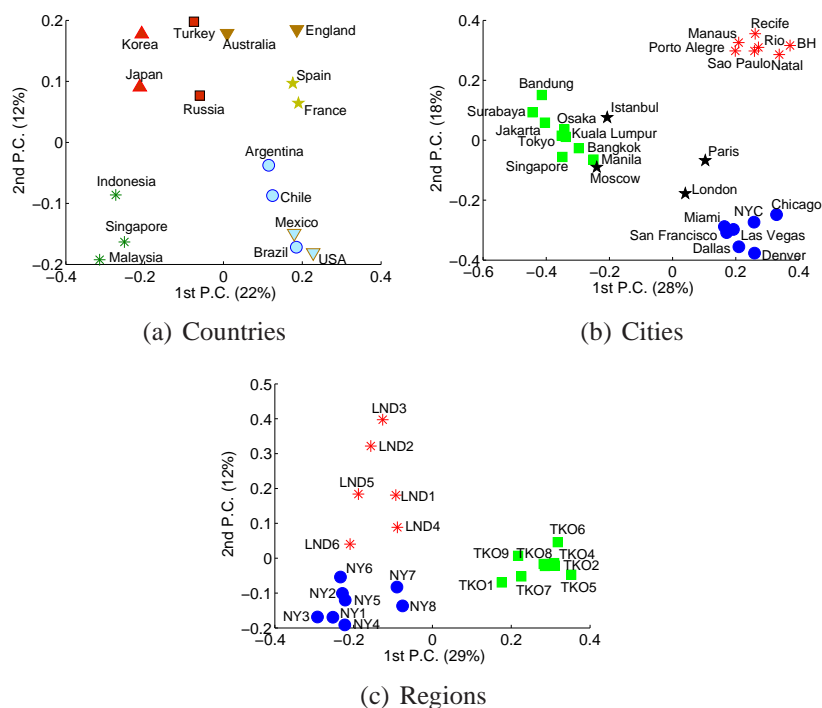 0.2
0.1
0
−0.1
−0.2
2nd P.C. (12%)
Korea
Turkey
Australia
England
Japan
Russia
Spain
France
Argentina
Indonesia
Chile
Singapore
Mexico
Malaysia
Brazil
USA
−0.4 −0.2 0 0.2 0.4
1st P.C. (22%)
(a) Countries
0.4
0.2
0
−0.2
−0.4
2nd P.C. (18%)
Recife
Manaus
Rio
BH
Porto Alegre
Sao Paulo
Natal
Bandung
Surabaya
Istanbul
Osaka
Jakarta
Kuala Lumpur
Tokyo
Bangkok
Paris
Singapore
Manila
Moscow
London
Chicago
NYC
Miami
San Francisco
Las Vegas
Dallas
Denver
−0.6 −0.4 −0.2 0 0.2 0.4
1st P.C. (28%)
(b) Cities
0.5
0.4
0.3
0.2
0.1
0
−0.1
−0.2
2nd P.C. (12%)
LND3
LND2
LND5
LND1
LND4
LND6
TKO6
TKO9
TKO8
TKO4
TKO2
TKO1
TKO7
TKO5
NY6
NY7
NY2
NY5
NY8
NY3
NY1
NY4
−0.4 −0.2 0 0.2 0.4
1st P.C. (29%)
(c) Regions